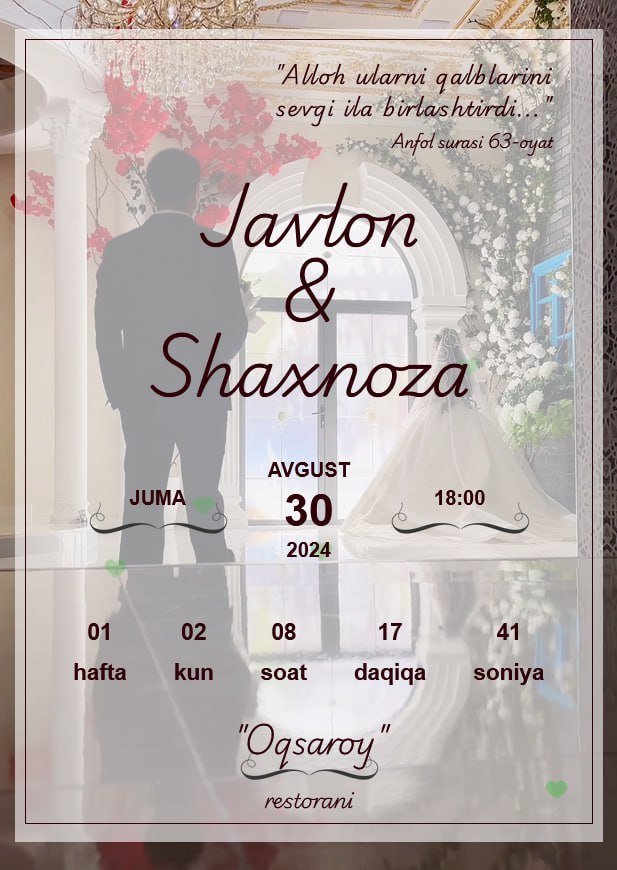 "Alloh ularni qalblarini
sevgi ila birlashtirdi..."
Anfol surasi 63-oyat
Javlon
&
Shaxnoza
AVGUST
JUMA 30 18:00
2024
01 02 08 17 41
hafta kun soat daqiqa soniya
"Oqsaroy"
restorani